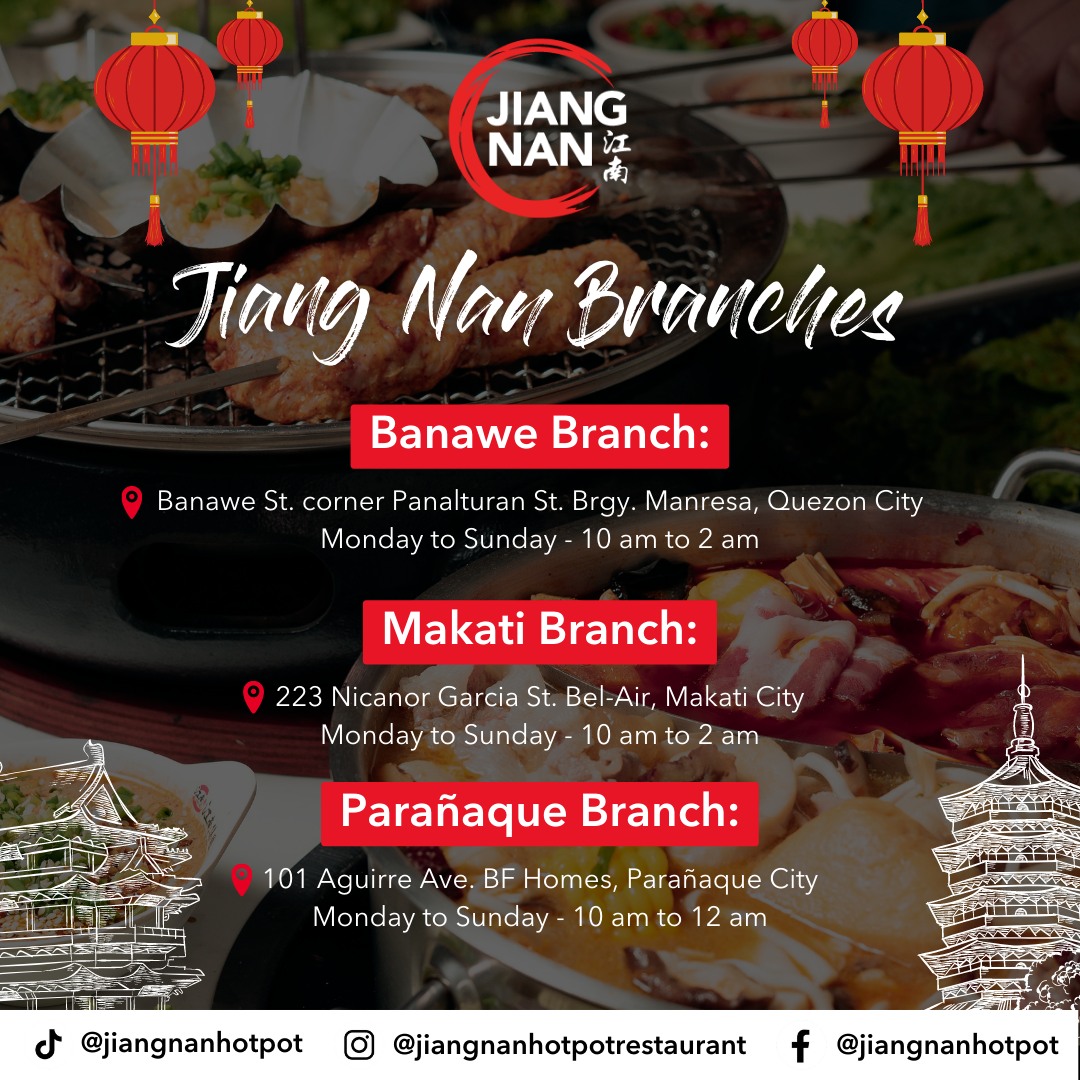 JIANG
NAN 江南
Jiang Nan Branches
Banawe Branch:
Banawe St. corner Panalturan St. Brgy. Manresa, Quezon City
Monday to Sunday - 10 am to 2 am
Makati Branch:
223 Nicanor Garcia St. Bel-Air, Makati City
Monday to Sunday - 10 am to 2 am
Parañaque Branch:
101 Aguirre Ave. BF Homes, Parañaque City
Monday to Sunday - 10 am to 12 am
@jiangnanhotpot @jiangnanhotpotrestaurant @jiangnanhotpot